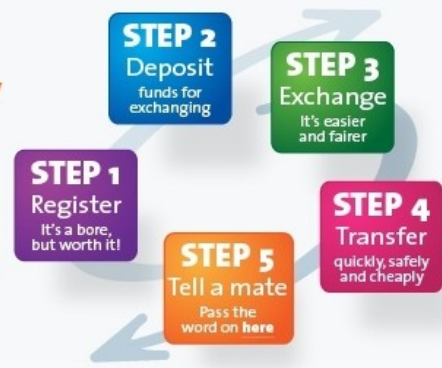 STEP 1
Register
It's a bore,
but worth it!
STEP 2
Deposit
funds for
exchanging
STEP 3
Exchange
It's easier
and fairer
STEP 4
Transfer
quickly, safely
and cheaply
STEP 5
Tell a mate
Pass the
word on here